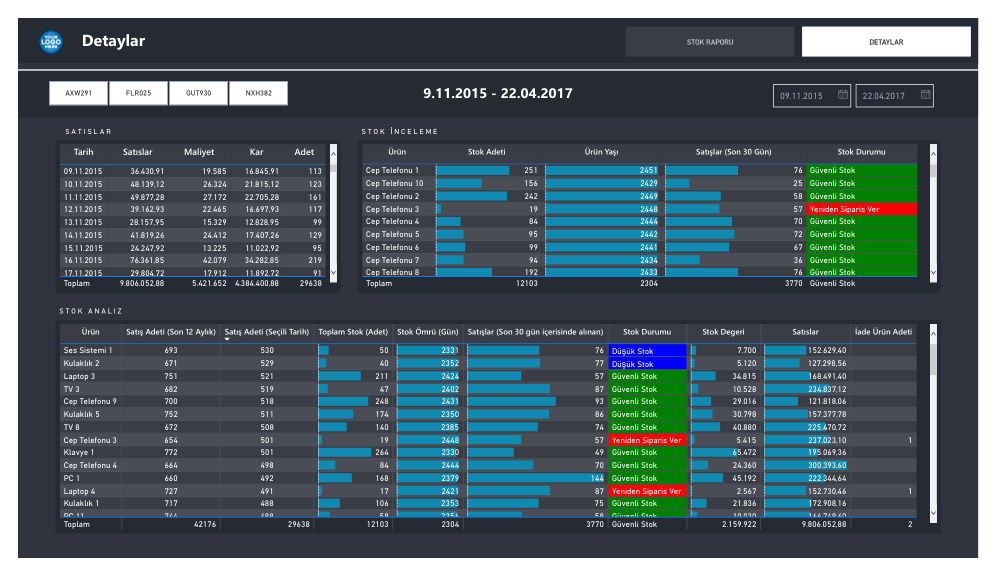 YOUR
LOGO
HERE
Detaylar
STOK RAPORU
DETAYLAR
AXW291 FLR025 GUT930 NXH382
9.11.2015 - 22.04.2017
09.11.2015 22.04.2017
SATISLAR
Tarih Satıslar Maliyet Kar Adet
09.11.2015 36.430,91 19.585 16.845,91 113
10.11.2015 48.139,12 26.324 21.815,12 123
11.11.2015 49.877,28 27.172 22.705,28 161
12.11.2015 39.162,93 22.465 16.697,93 117
13.11.2015 28.157,95 15.329 12.828,95 99
14.11.2015 41.819,26 24.412 17.407,26 129
15.11.2015 24.247,92 13.225 11.022,92 95
16.11.2015 76.361,85 42.079 34.282,85 219
17.11.2015 29.804,72 17.912 11.892,72 91
Toplam 9.806.052,88 5.421.652 4.384.400,88 29638
STOK İNCELEME
Ürün Stok Adeti Ürün Yaşı Satışlar (Son 30 Gün) Stok Durumu
Cep Telefonu 1 251 2451 76 Güvenli Stok
Cep Telefonu 10 156 2429 25 Güvenli Stok
Cep Telefonu 2 242 2449 58 Güvenli Stok
Cep Telefonu 3 19 2448 57 Yeniden Siparis Ver
Cep Telefonu 4 84 2444 70 Güvenli Stok
Cep Telefonu 5 95 2442 72 Güvenli Stok
Cep Telefonu 6 99 2441 67 Güvenli Stok
Cep Telefonu 7 94 2434 36 Güvenli Stok
Cep Telefonu 8 192 2433 76 Güvenli Stok
Toplam 12103 2304 3770 Güvenli Stok
STOK ANALIZ
Ürün Satış Adeti (Son 12 Aylık) Satş Adeti (Seçili Tarih) Toplam Stok (Adet) Stok Ömrü (Gün) Satışlar (Son 30 gün içerisinde alınan) Stok Durumu Stok Degeri Satıslar İade Ürün Adeti
Ses Sistemi 1 693 530 50 2331 76 Düşük Stok 7.700 152.629,40
Kulaklık 2 671 529 40 2352 77 Düşük Stok 5.120 127.298,56
Laptop 3 751 521 211 2424 57 Güvenli Stok 34.815 168.491,40
TV 3 682 519 47 2402 87 Güvenli Stok 10.528 234.837,12
Cep Telefonu 9 700 518 248 2431 93 Güvenli Stok 29.016 121.818,06
Kulaklık 5 752 511 174 2350 86 Güvenli Stok 30.798 157.377,78
TV 8 672 508 140 2385 74 Güvenli Stok 40.880 225.470,72
Cep Telefonu 3 654 501 19 2448 57 Yeniden Siparis Ver 5.415 237.023,10 1
Klavye 1 772 501 264 2330 49 Güvenli Stok 65.472 195.069,36
Cep Telefonu 4 664 498 84 2444 70 Güvenli Stok 24.360 300.393,60
PC 1 660 492 168 2379 144 Güvenli Stok 45.192 222.344,64
Laptop 4 727 491 17 2421 87 Yeniden Siparis Ver 2.567 152.730,46 1
Kulaklık 1 717 488 106 2353 75 Güvenli Stok 21.836 172.908,16
PC 11 488 Güvenli Stok
Toplam 42176 29638 12103 2304 3770 Güvenli Stok 2.159.922 9.806.052,88 2